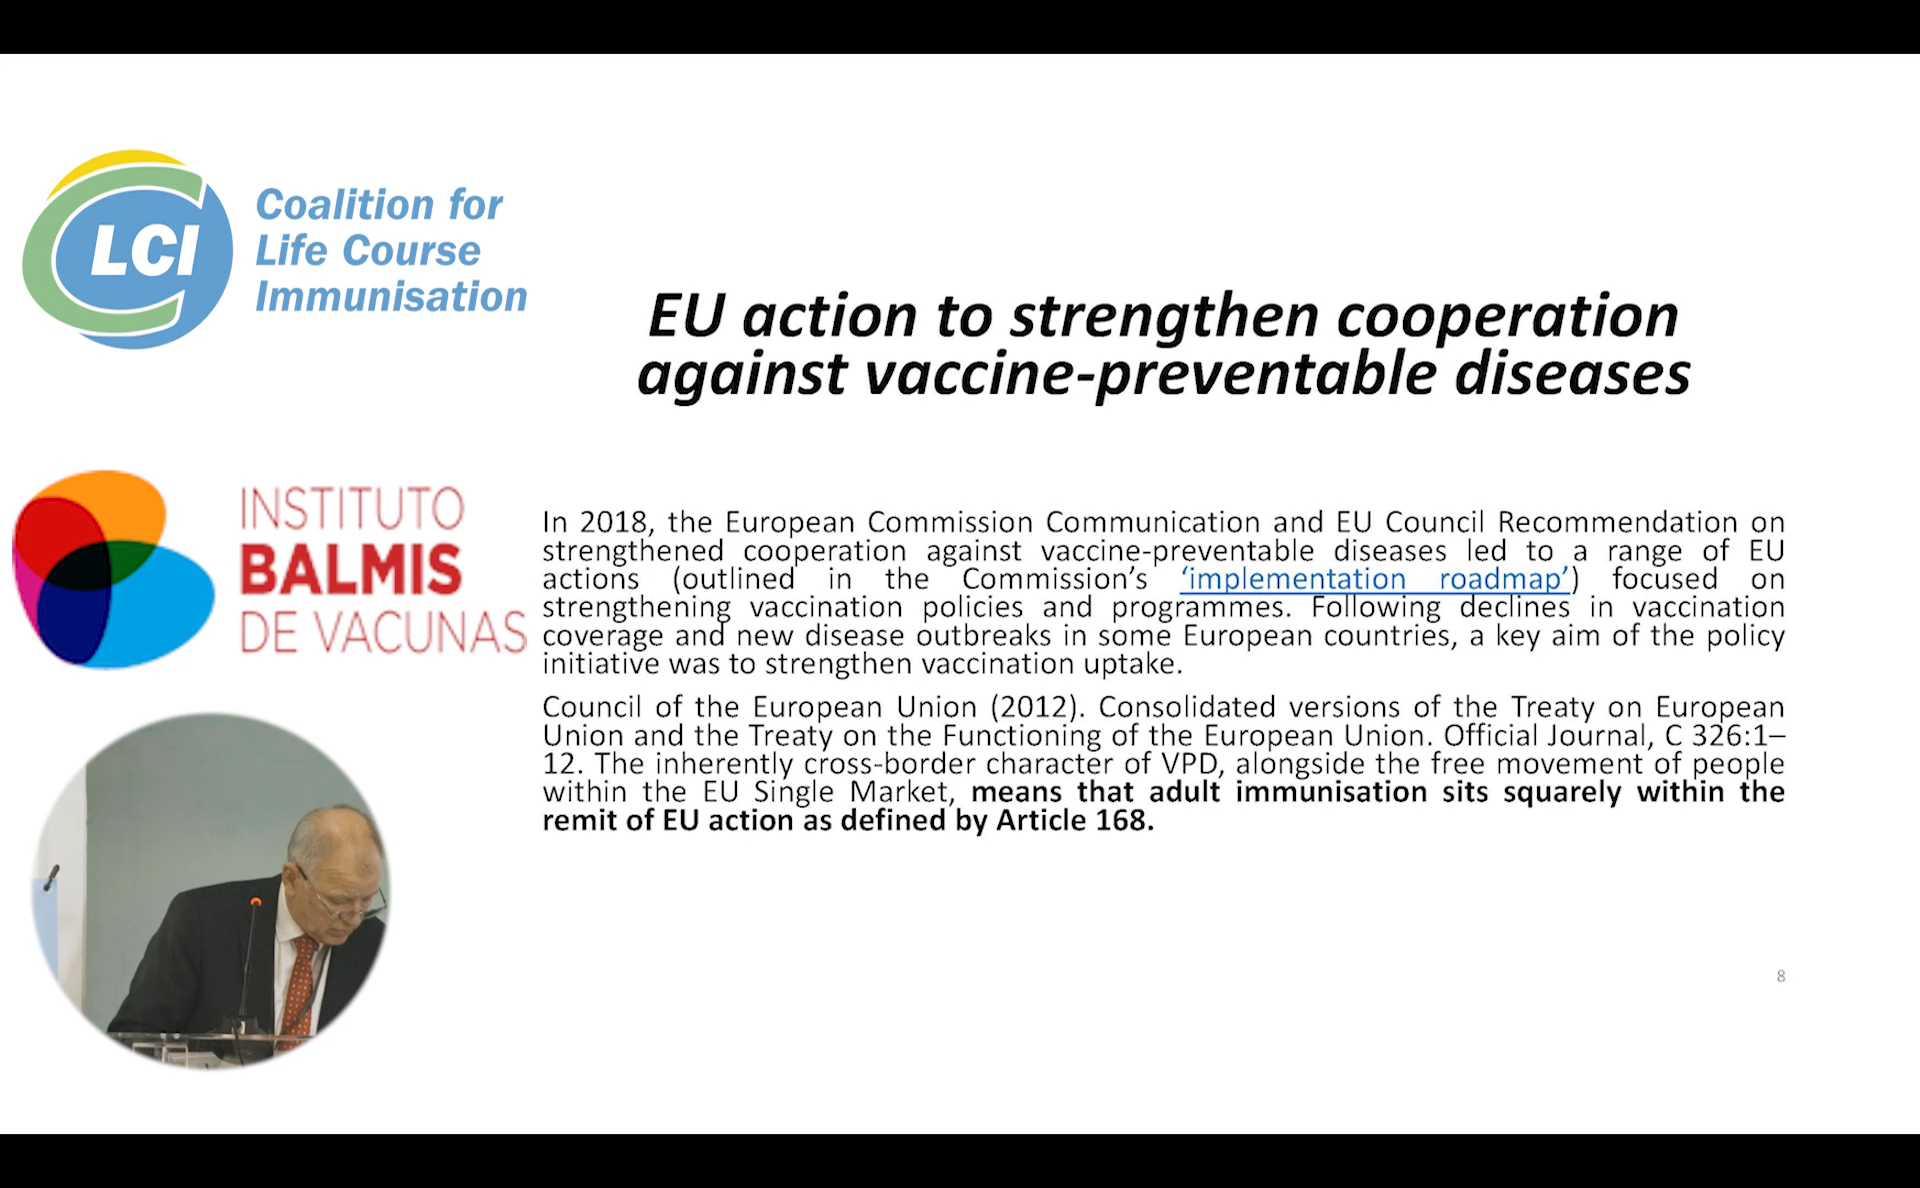 LCI
Coalition for
Life Course
Immunisation
EU action to strengthen cooperation
against vaccine-preventable diseases
INSTITUTO
BALMIS
DE VACUNAS
In 2018, the European Commission Communication and EU Council Recommendation on
strengthened cooperation against vaccine-preventable diseases led to a range of EU
actions (outlined in the Commission’s ‘implementation roadmap’) focused on
strengthening vaccination policies and programmes. Following declines in vaccination
coverage and new disease outbreaks in some European countries, a key aim of the policy
initiative was to strengthen vaccination uptake.
Council of the European Union (2012). Consolidated versions of the Treaty on European
Union and the Treaty on the Functioning of the European Union. Official Journal, C 326:1–
12. The inherently cross-border character of VPD, alongside the free movement of people
within the EU Single Market, means that adult immunisation sits squarely within the
remit of EU action as defined by Article 168.
8